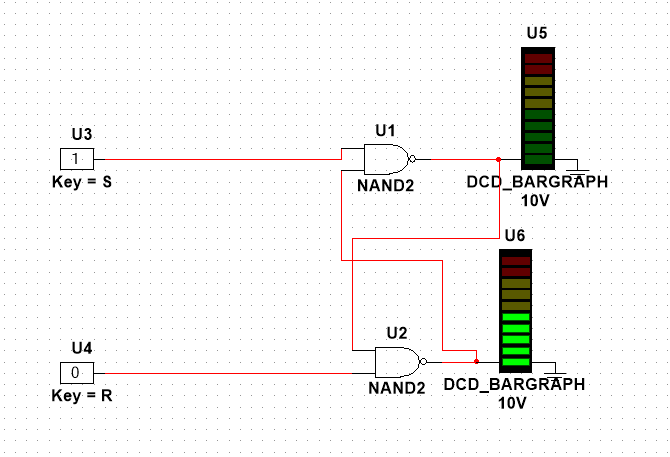 U5
U3
1
Key = S
U1
NAND2
DCD_BARGRAPH
10V
U6
U4
0
Key = R
U2
NAND2
DCD_BARGRAPH
10V